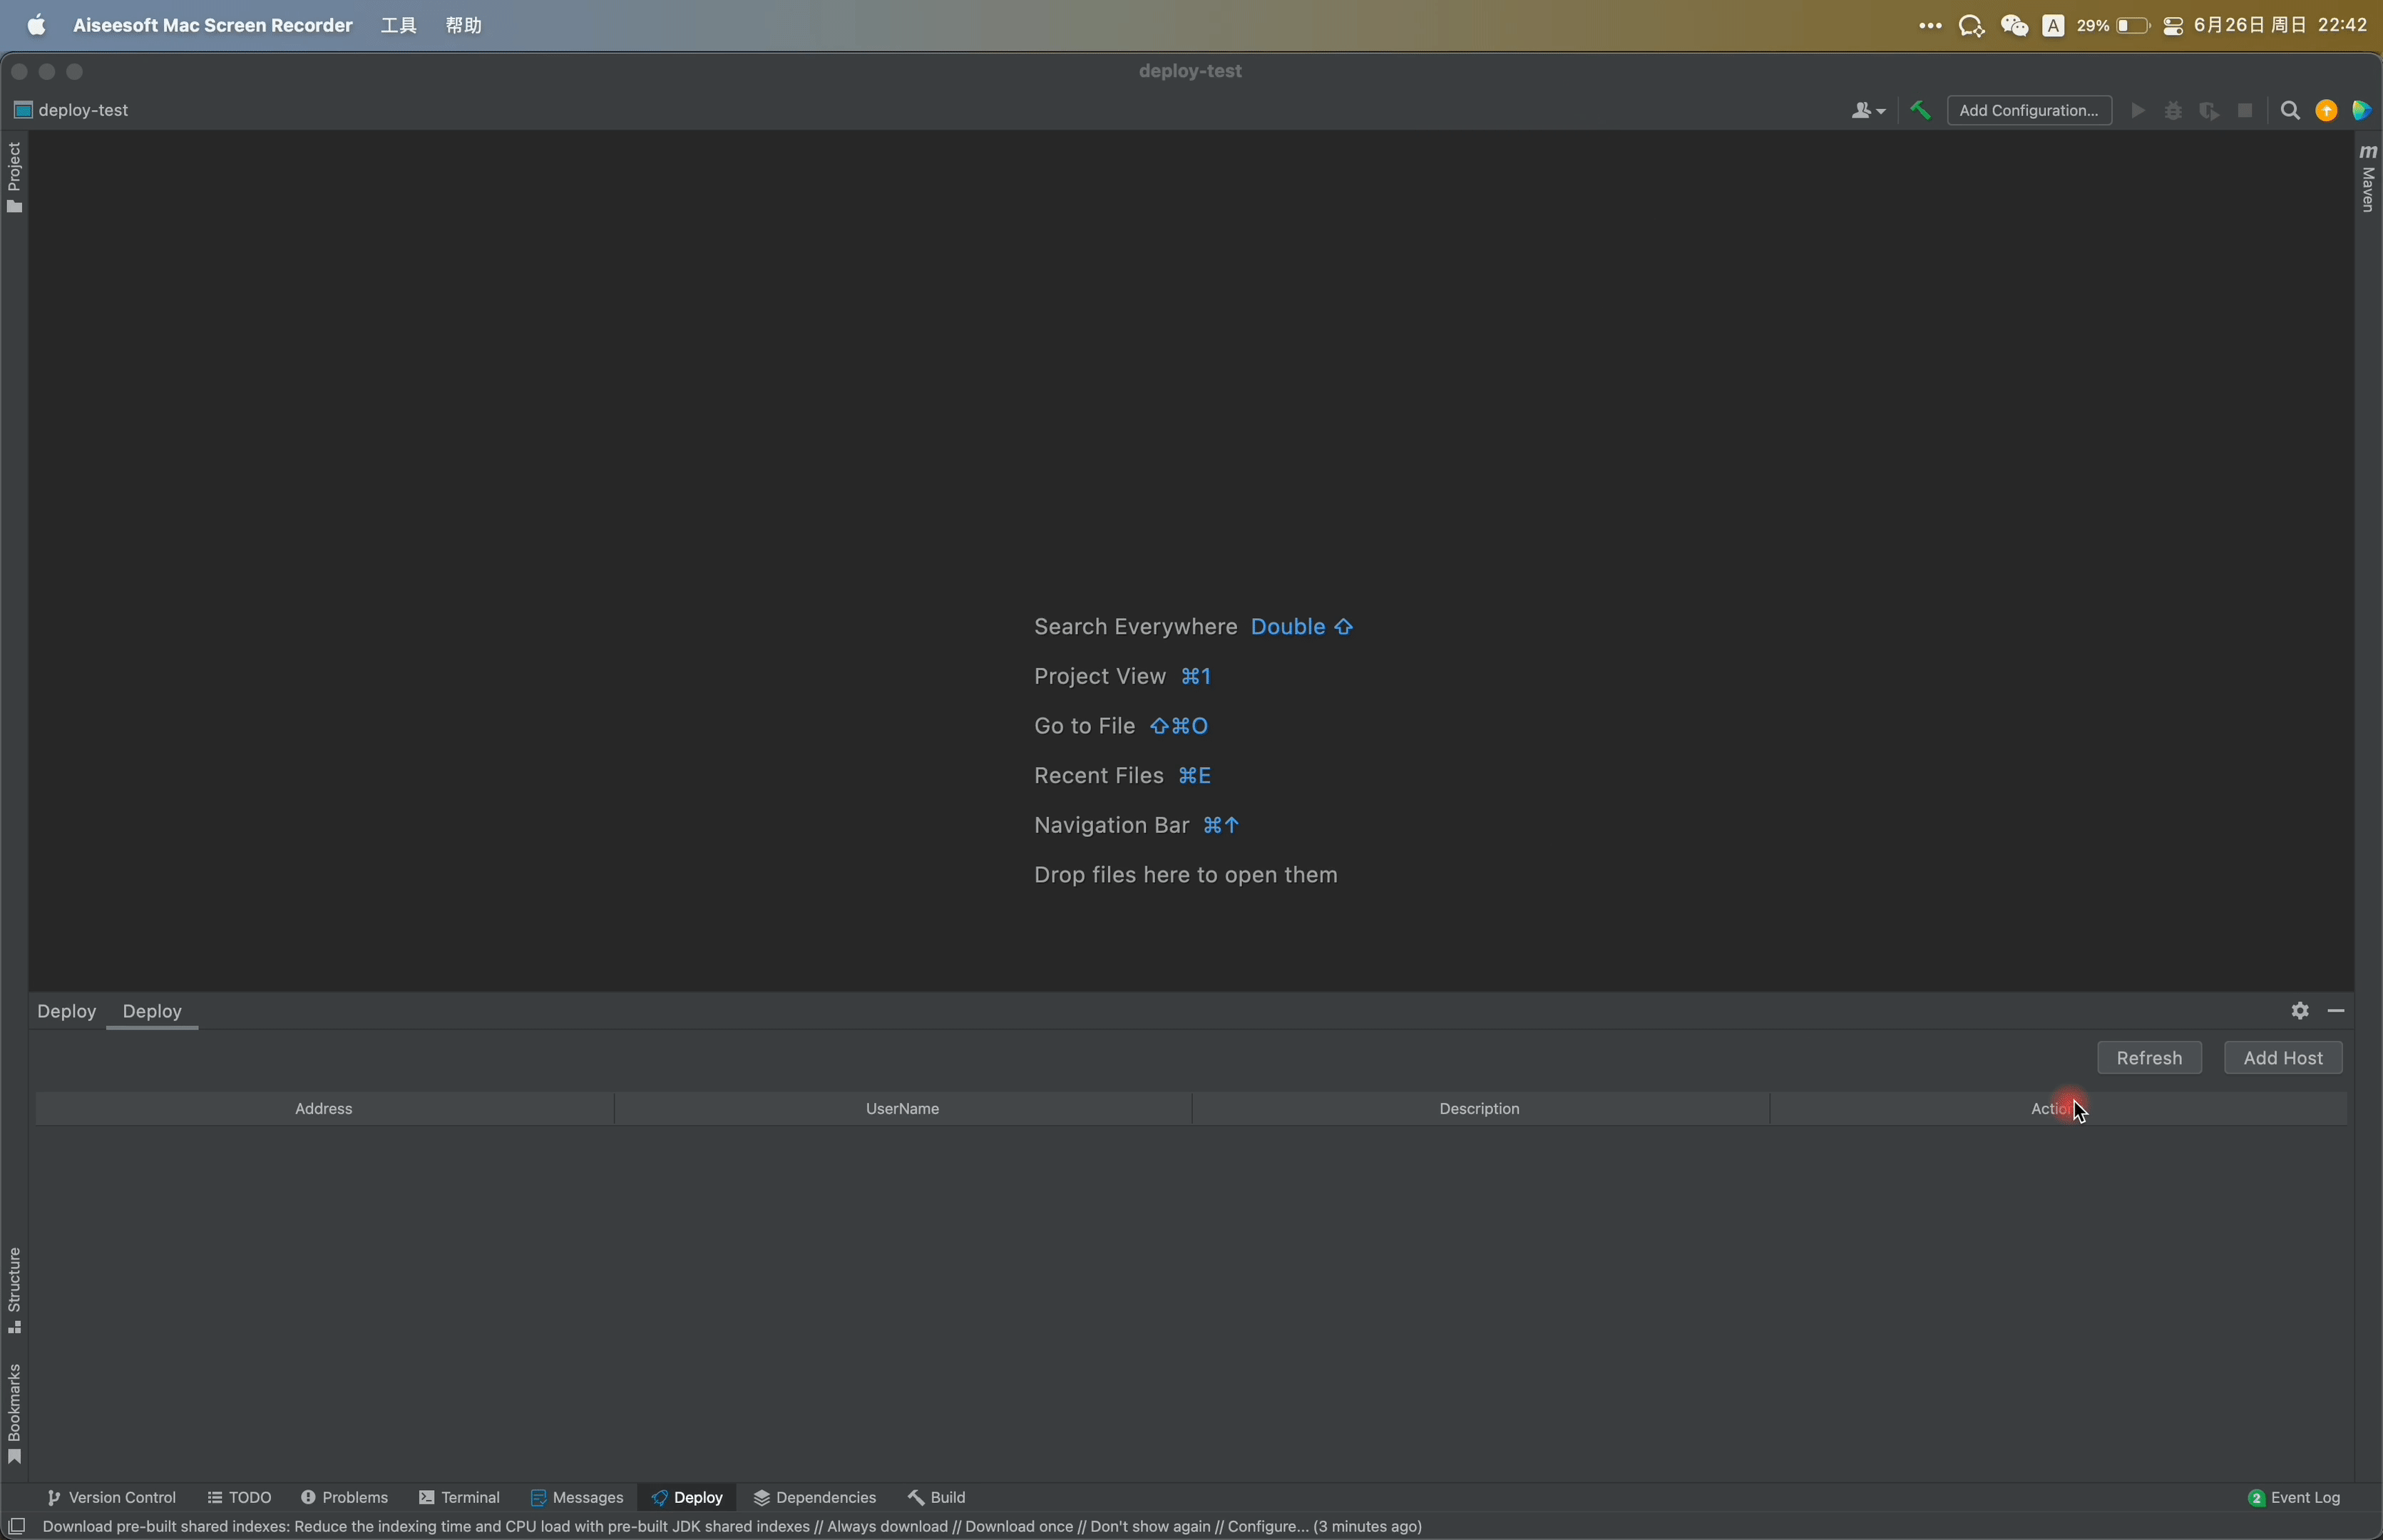 Aiseesoft Mac Screen Recorder 工具 帮助 A 29% 6月26日 周日 22:42
deploy-test
deploy-test Add Configuration...
Project
m Maven
Search Everywhere Double ⇧
Project View ⌘1
Go to File ⇧⌘O
Recent Files ⌘E
Navigation Bar ⌘↑
Drop files here to open them
Deploy Deploy
Refresh Add Host
Address UserName Description Action
Structure
Bookmarks
Version Control TODO Problems Terminal Messages Deploy Dependencies Build 2 Event Log
Download pre-built shared indexes: Reduce the indexing time and CPU load with pre-built JDK shared indexes // Always download // Download once // Don't show again // Configure... (3 minutes ago)